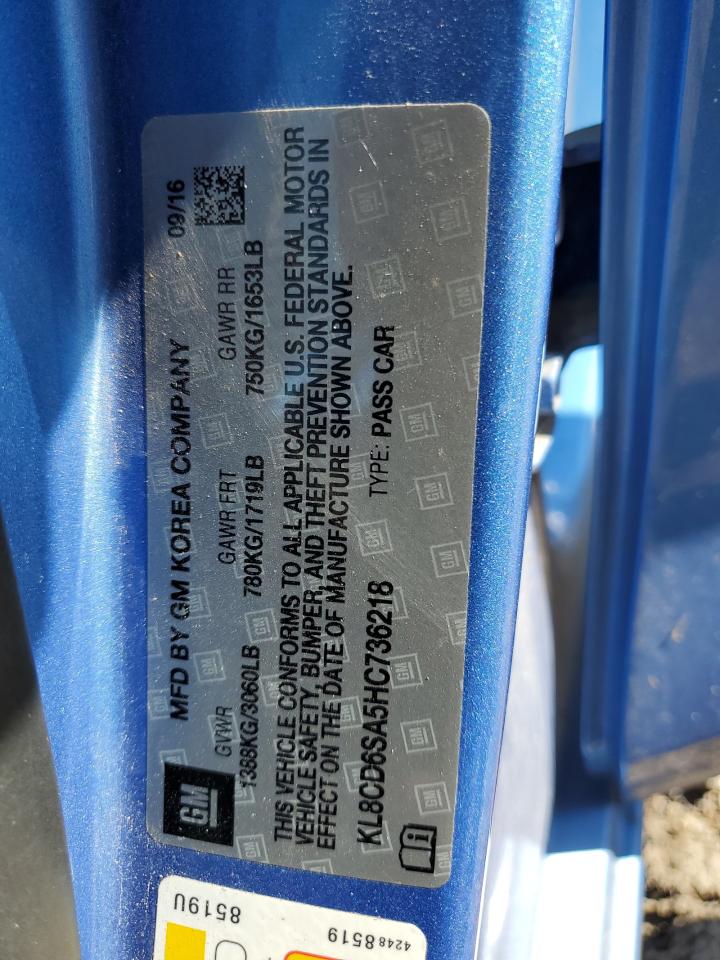 GM
MFD BY GM KOREA COMPANY 09/16
GVWR GAWR FRT GAWR RR
1388KG/3060LB 780KG/1719LB 750KG/1653LB
THIS VEHICLE CONFORMS TO ALL APPLICABLE U.S. FEDERAL MOTOR
VEHICLE SAFETY, BUMPER, AND THEFT PREVENTION STANDARDS IN
EFFECT ON THE DATE OF MANUFACTURE SHOWN ABOVE.
KL8CD6SA5HC736218 TYPE: PASS CAR
42488519
8519U